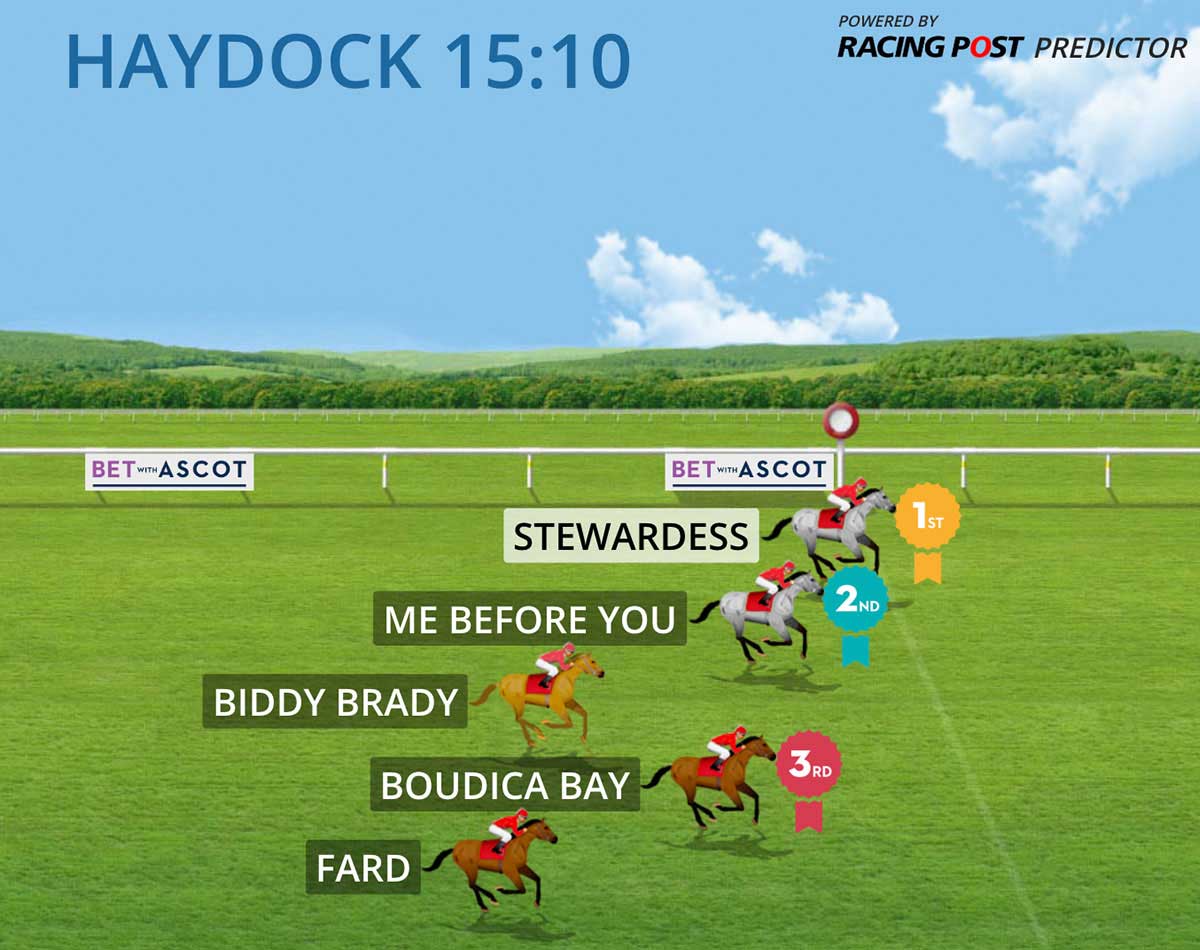 HAYDOCK 15:10
POWERED BY
RACING POST PREDICTOR
BET WITH ASCOT
BET WITH ASCOT
STEWARDESS
1ST
ME BEFORE YOU
2ND
BIDDY BRADY
BOUDICA BAY
3RD
FARD